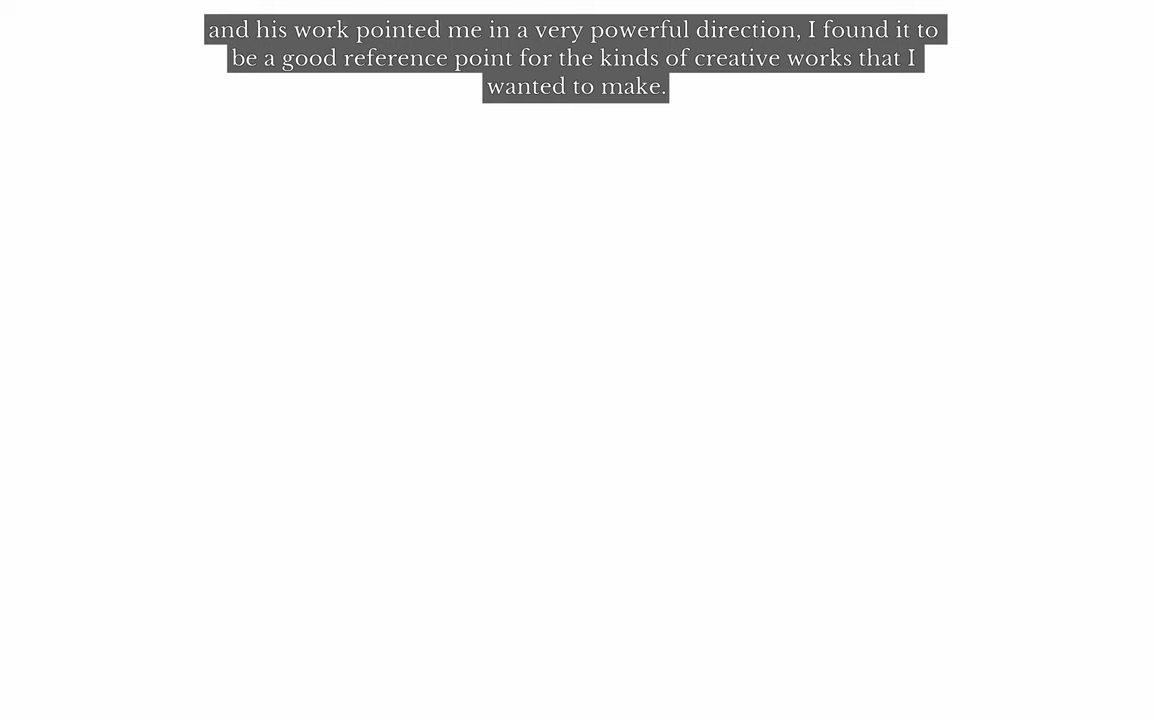 and his work pointed me in a very powerful direction, I found it to
be a good reference point for the kinds of creative works that I
wanted to make.